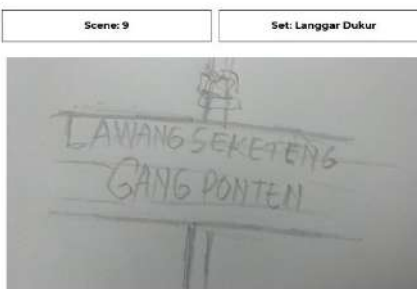 Scene: 9
Set: Langgar Dukur
LAWANG SEKETENG
GANG PONTEN